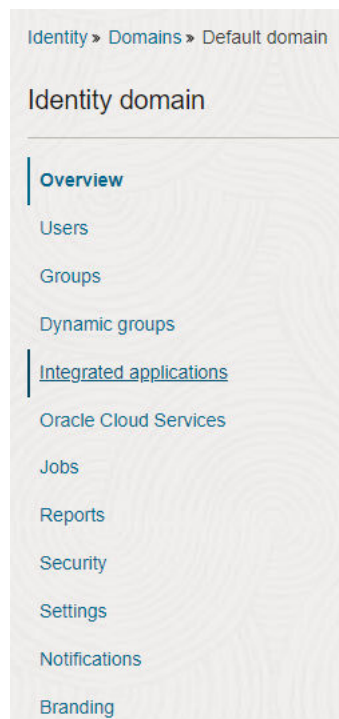 Identity » Domains » Default domain
Identity domain
Overview
Users
Groups
Dynamic groups
Integrated applications
Oracle Cloud Services
Jobs
Reports
Security
Settings
Notifications
Branding